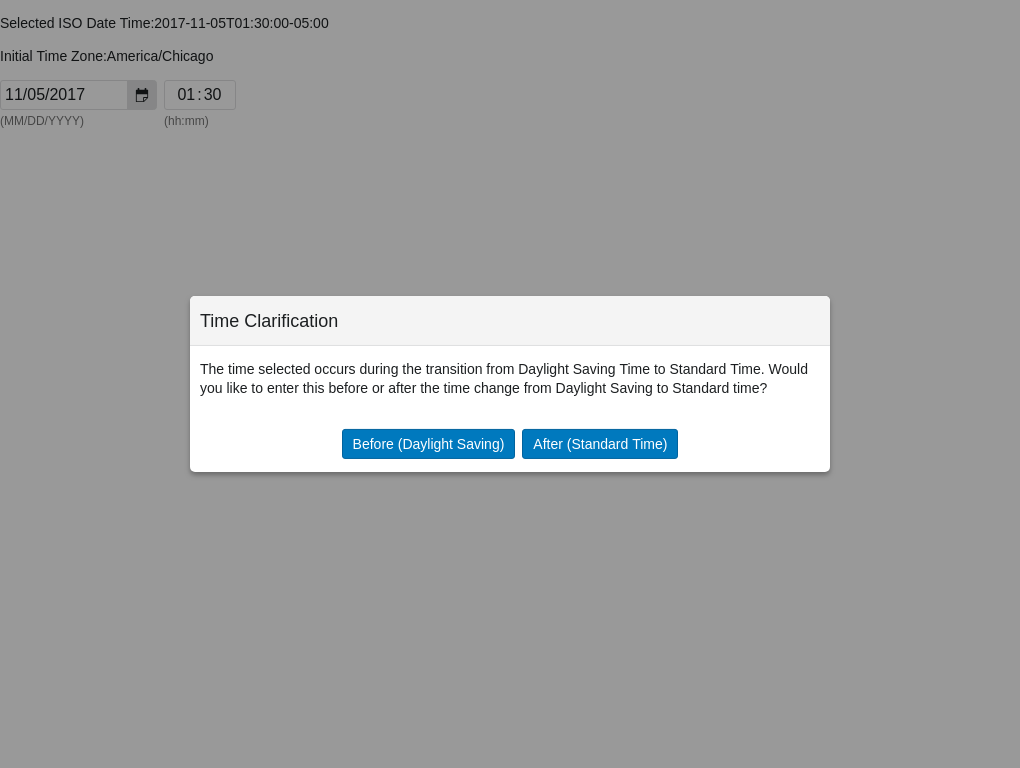 Selected ISO Date Time:2017-11-05T01:30:00-05:00
Initial Time Zone:America/Chicago
11/05/2017 01:30
(MM/DD/YYYY) (hh:mm)
Time Clarification
The time selected occurs during the transition from Daylight Saving Time to Standard Time. Would
you like to enter this before or after the time change from Daylight Saving to Standard time?
Before (Daylight Saving) After (Standard Time)